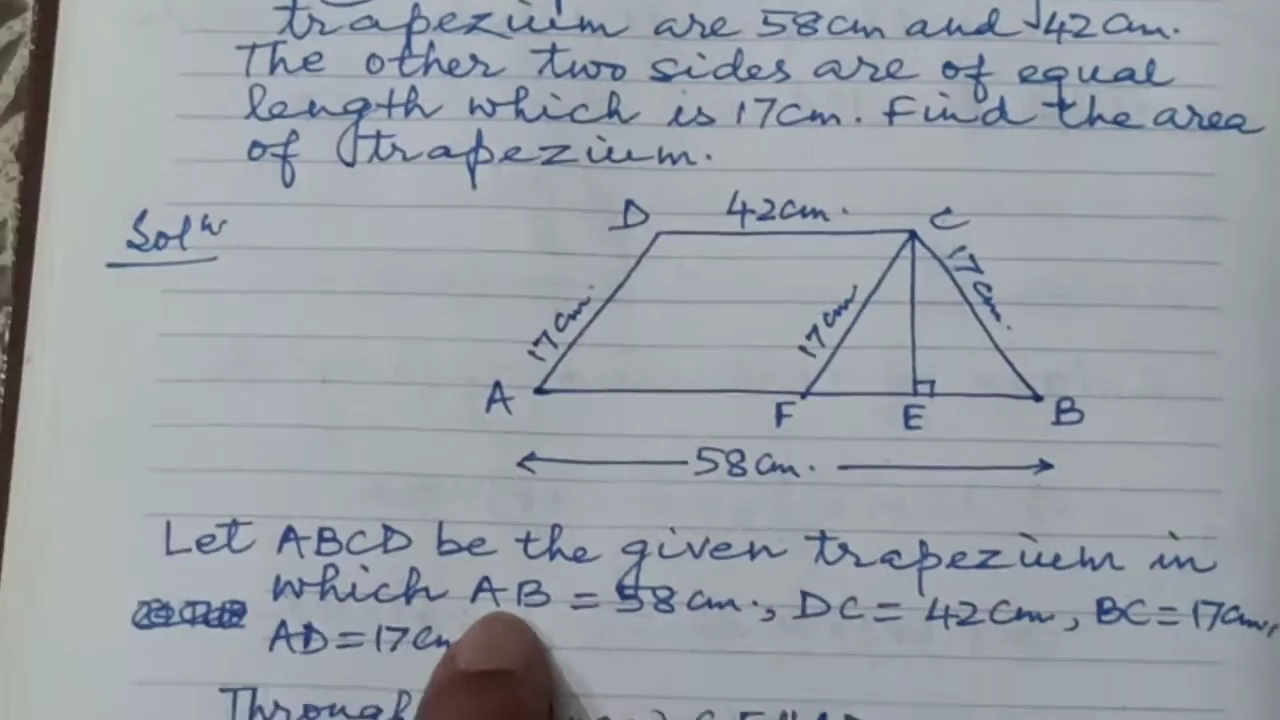 trapezium are 58cm and 42cm.
The other two sides are of equal
length which is 17cm. Find the area
of trapezium.
Solⁿ
D 42cm. C
17cm.
17cm
17cm.
A F E B
58cm.
Let ABCD be the given trapezium in
which AB = 58cm., DC = 42cm, BC = 17cm,
AD = 17cm
Through